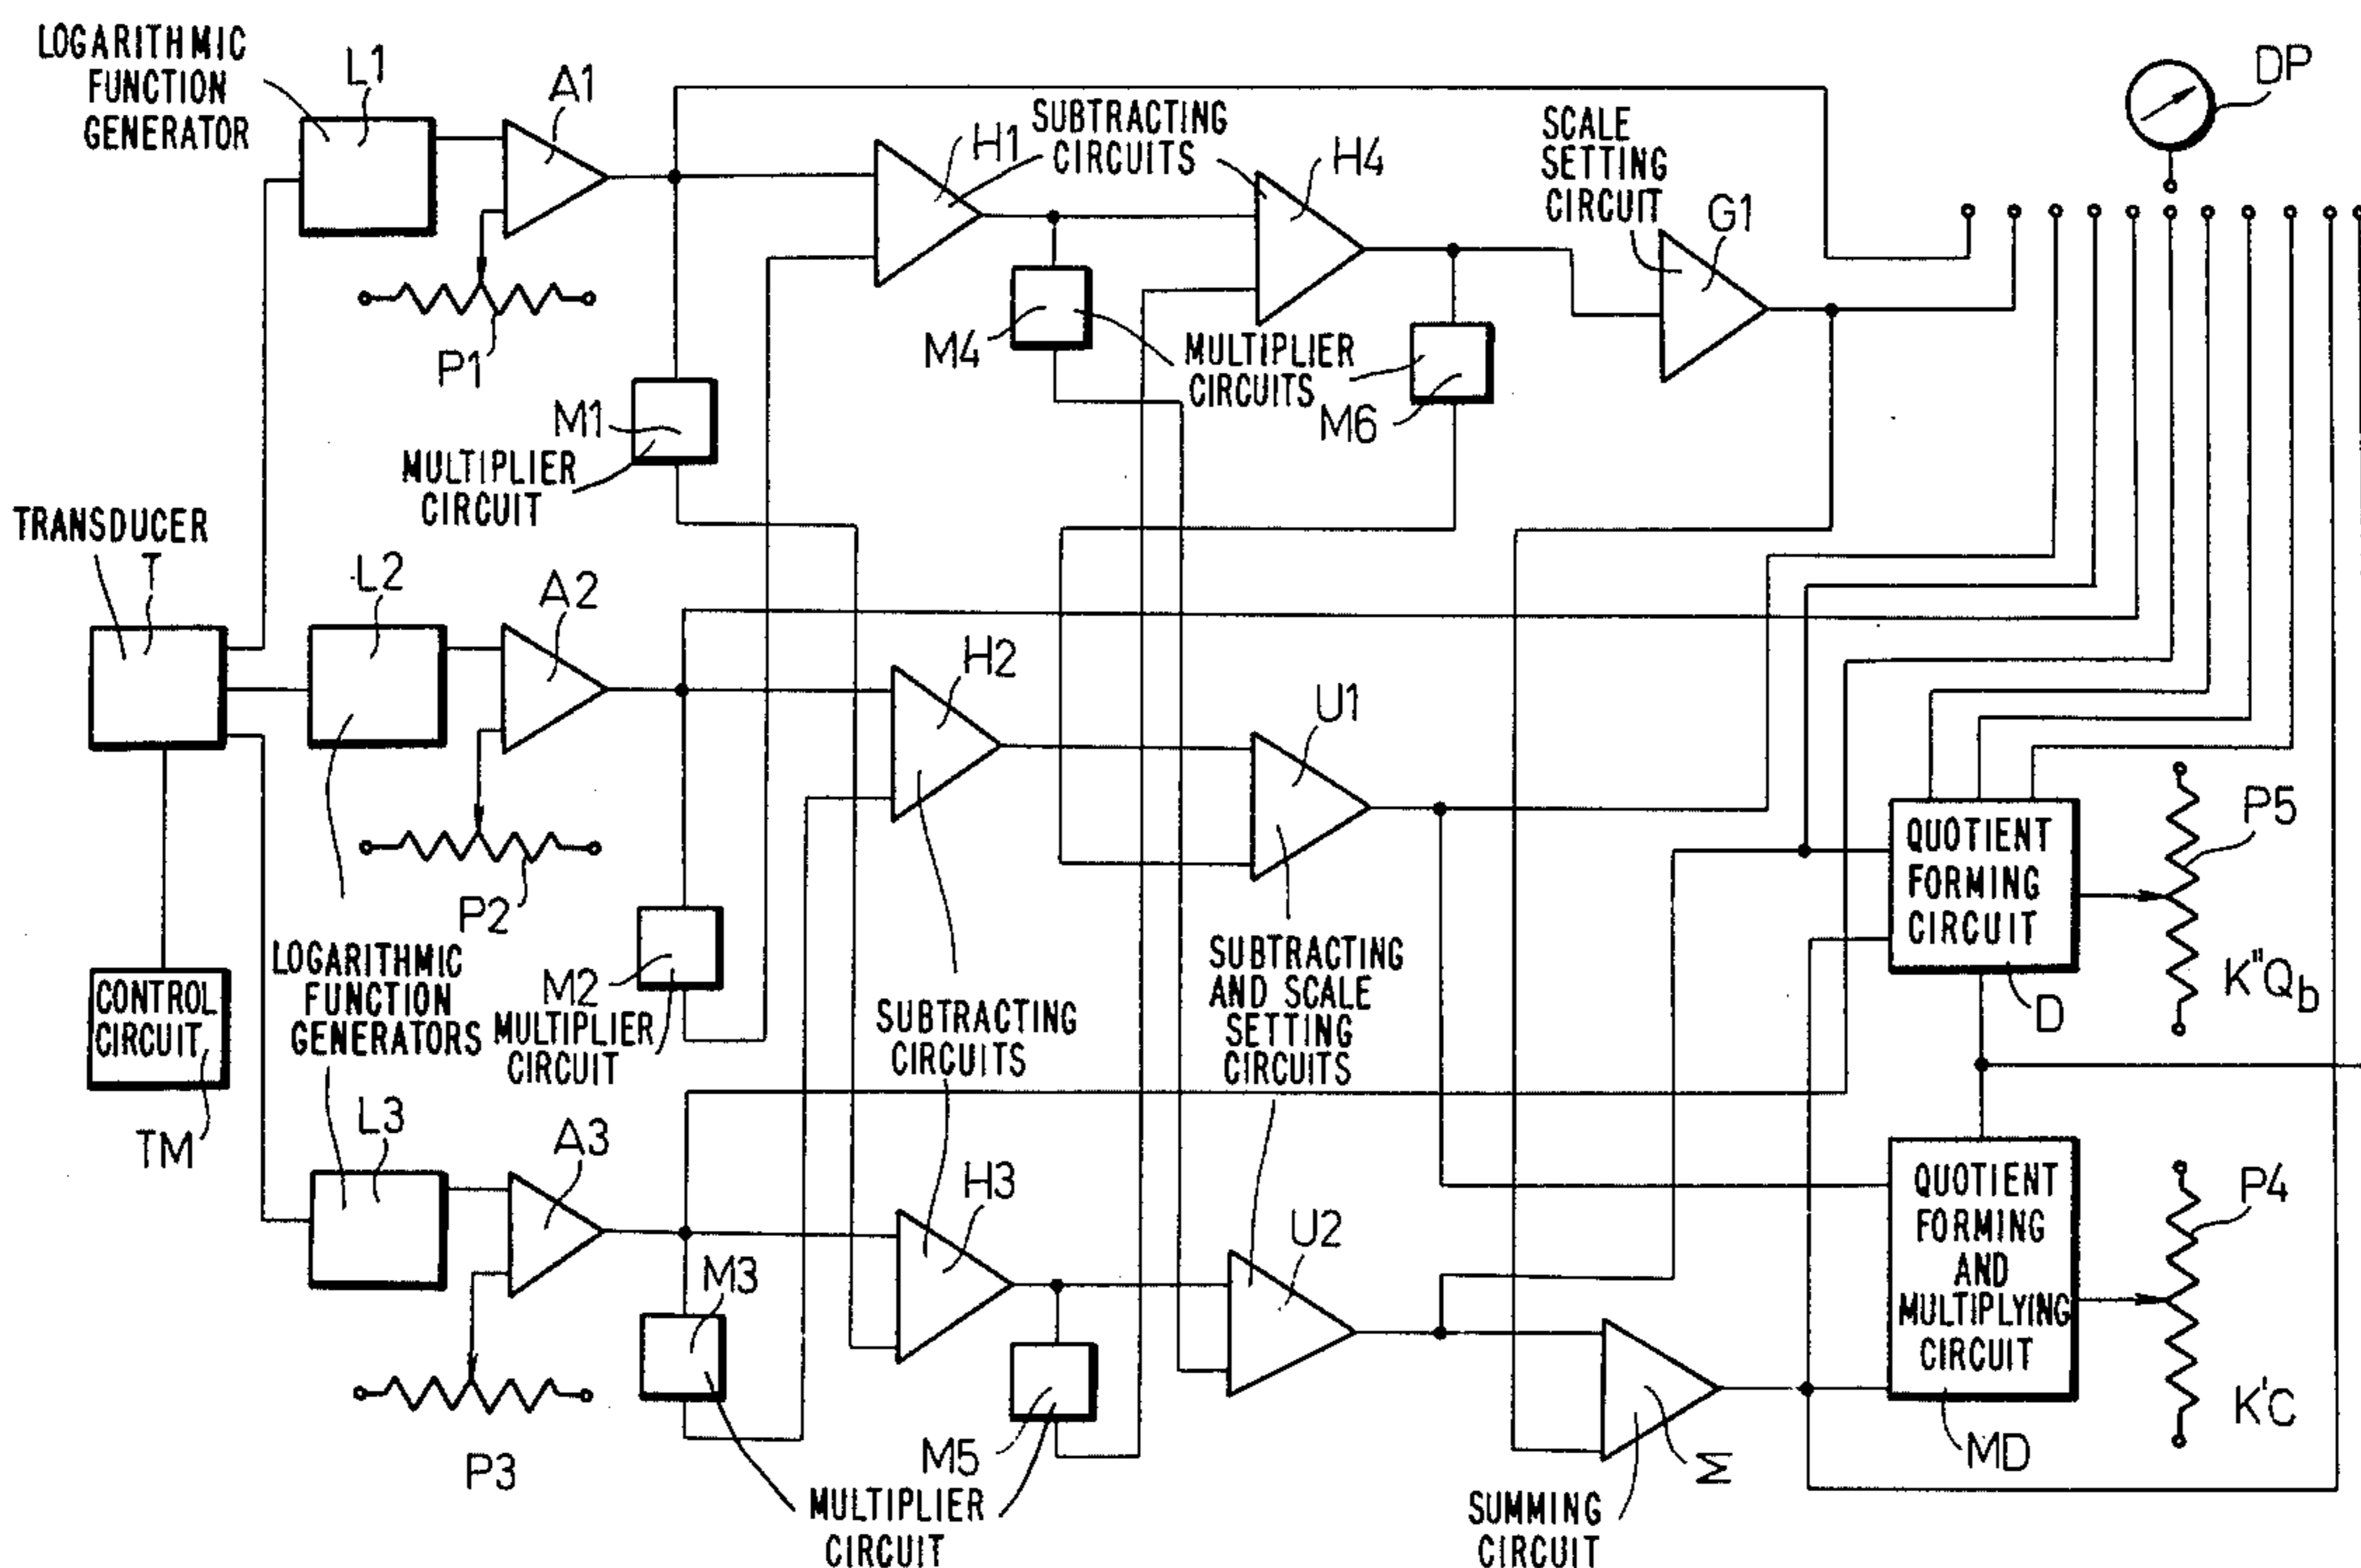 LOGARITHMIC
FUNCTION
GENERATOR
L1
A1
P1
M1
MULTIPLIER
CIRCUIT
H1
SUBTRACTING
CIRCUITS
H4
M4
MULTIPLIER
CIRCUITS
M6
SCALE
SETTING
CIRCUIT
G1
DP
TRANSDUCER
T
L2
A2
P2
M2
MULTIPLIER
CIRCUIT
H2
U1
CONTROL
CIRCUIT
TM
LOGARITHMIC
FUNCTION
GENERATORS
SUBTRACTING
CIRCUITS
SUBTRACTING
AND SCALE
SETTING
CIRCUITS
QUOTIENT
FORMING
CIRCUIT
D
P5
K"Qb
L3
A3
P3
M3
H3
M5
MULTIPLIER
CIRCUIT
U2
Σ
SUMMING
CIRCUIT
QUOTIENT
FORMING
AND
MULTIPLYING
CIRCUIT
MD
P4
K'C